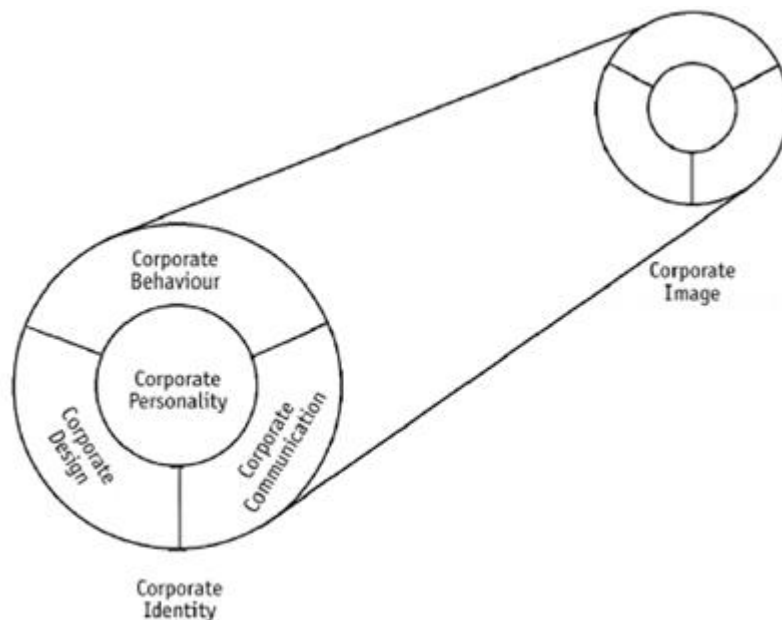 Corporate
Behaviour
Corporate
Image
Corporate
Personality
Corporate
Design
Corporate
Communication
Corporate
Identity